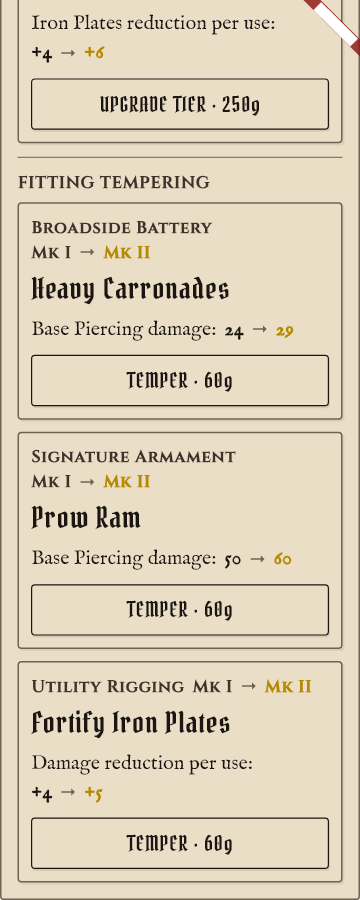 Iron Plates reduction per use:
+4 → +6
UPGRADE TIER · 250g
FITTING TEMPERING
BROADSIDE BATTERY
MK I → MK II
Heavy Carronades
Base Piercing damage: 24 → 29
TEMPER · 60g
SIGNATURE ARMAMENT
MK I → MK II
Prow Ram
Base Piercing damage: 50 → 60
TEMPER · 60g
UTILITY RIGGING MK I → MK II
Fortify Iron Plates
Damage reduction per use:
+4 → +5
TEMPER · 60g